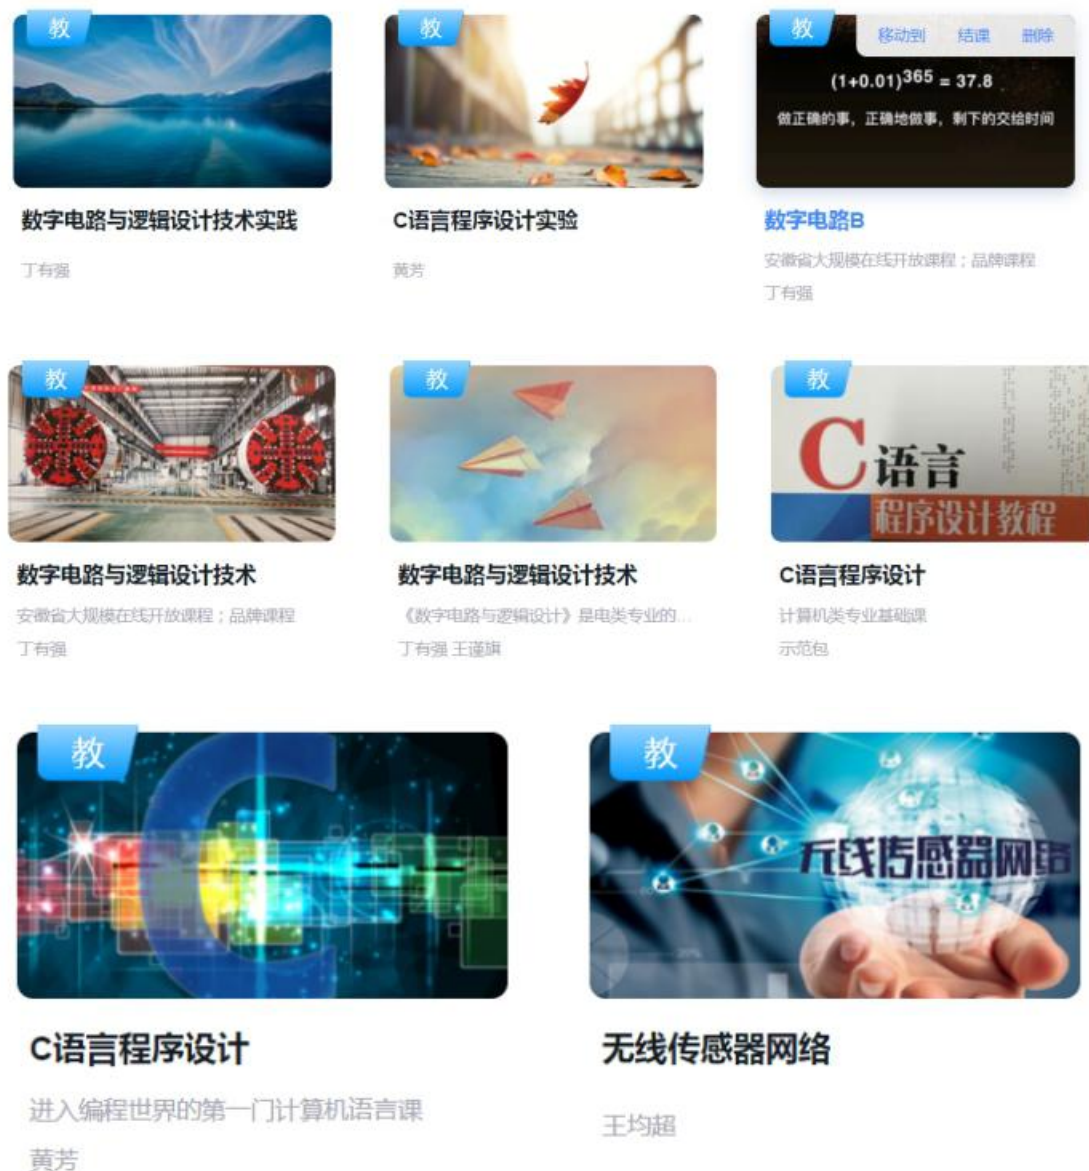 教
教
教
移动到 结课 删除
(1+0.01)365 = 37.8
做正确的事，正确地做事，剩下的交给时间
数字电路与逻辑设计技术实践
丁有强
C语言程序设计实验
黄芳
数字电路B
安徽省大规模在线开放课程；品牌课程
丁有强
教
教
教
C语言
程序设计教程
数字电路与逻辑设计技术
安徽省大规模在线开放课程；品牌课程
丁有强
数字电路与逻辑设计技术
《数字电路与逻辑设计》是电类专业的...
丁有强 王谨旗
C语言程序设计
计算机类专业基础课
示范包
教
C
教
无线传感器网络
C语言程序设计
进入编程世界的第一门计算机语言课
黄芳
无线传感器网络
王均超